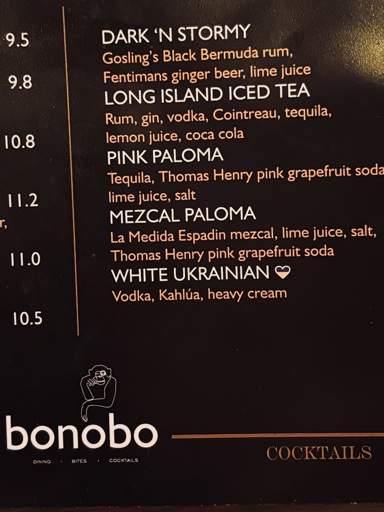 9.5
9.8
10.8
11.2
r,
11.0
10.5
DARK ‘N STORMY
Gosling's Black Bermuda rum,
Fentimans ginger beer, lime juice
LONG ISLAND ICED TEA
Rum, gin, vodka, Cointreau, tequila,
lemon juice, coca cola
PINK PALOMA
Tequila, Thomas Henry pink grapefruit soda
lime juice, salt
MEZCAL PALOMA
La Medida Espadin mezcal, lime juice, salt,
Thomas Henry pink grapefruit soda
WHITE UKRAINIAN
Vodka, Kahlúa, heavy cream
bonobo
DINING · BITES · COCKTAILS
COCKTAILS